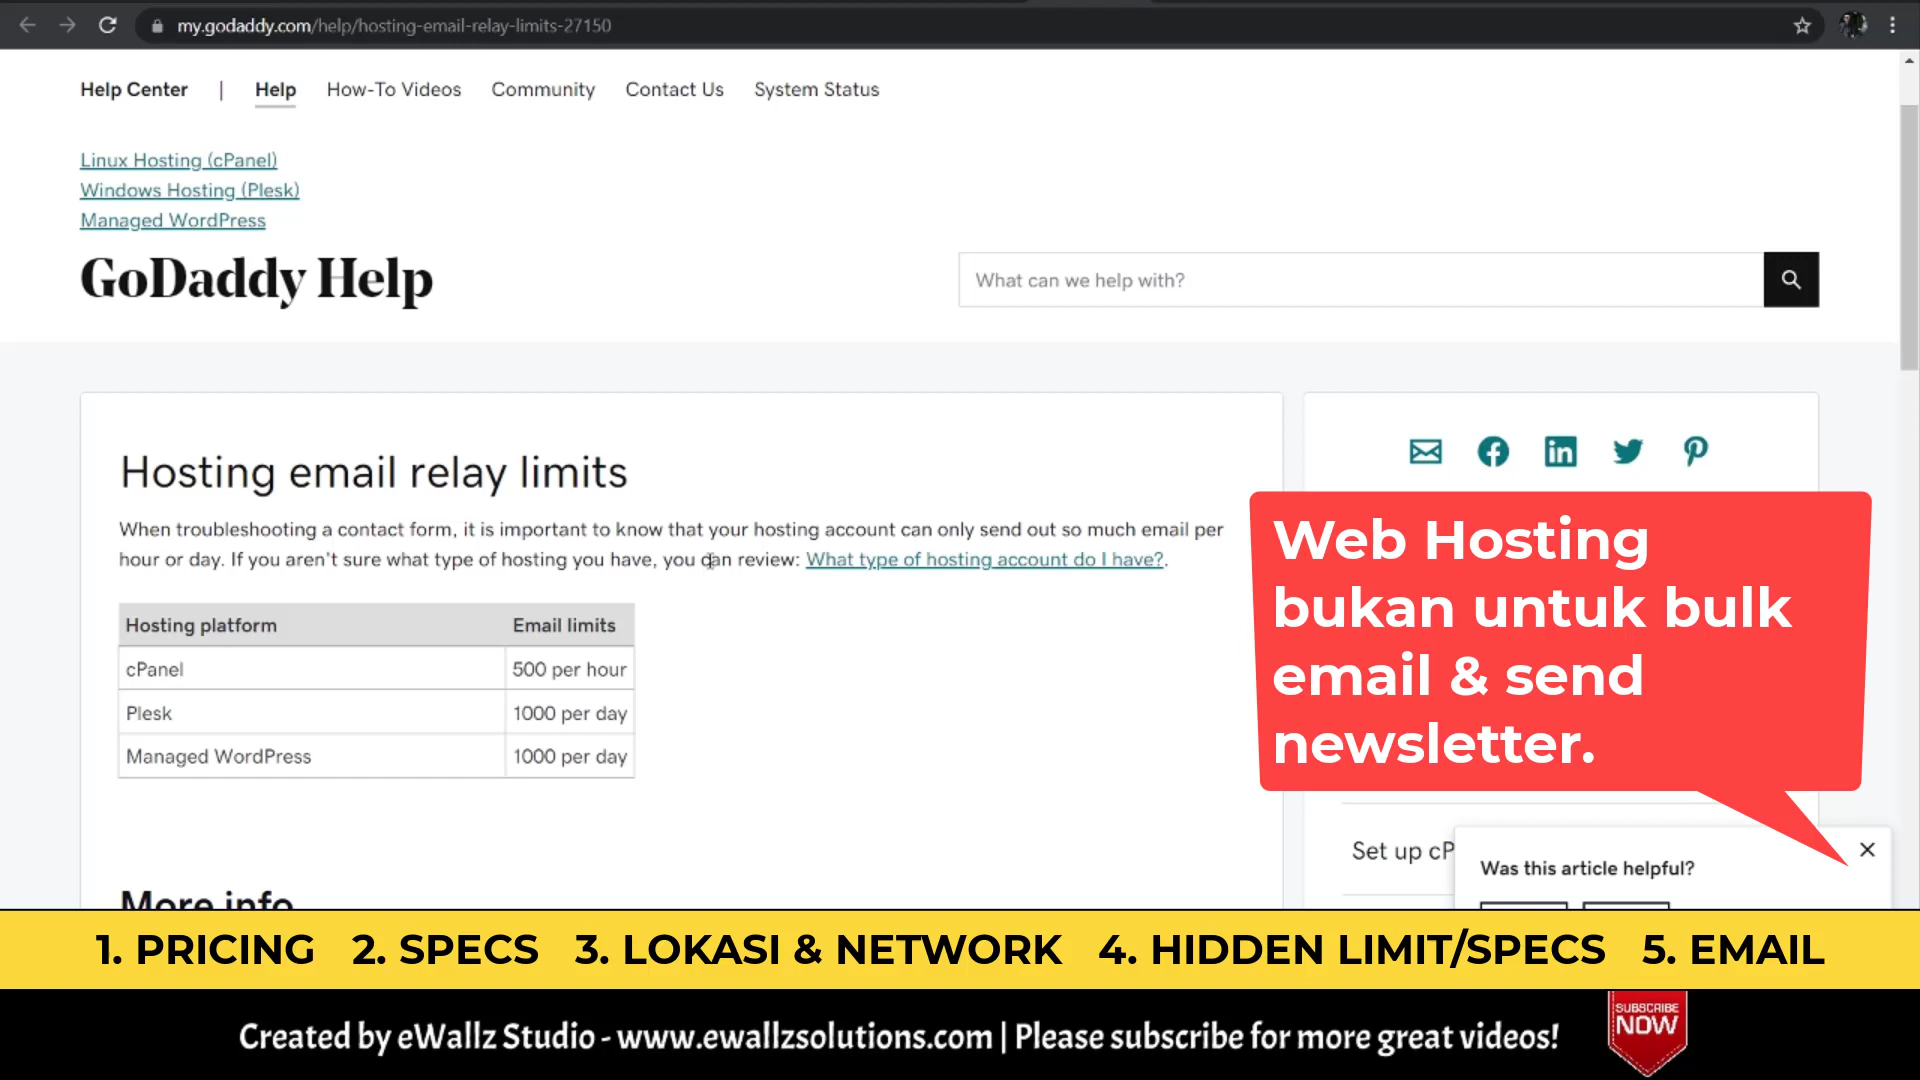 my.godaddy.com/help/hosting-email-relay-limits-27150
Help Center | Help How-To Videos Community Contact Us System Status
Linux Hosting (cPanel)
Windows Hosting (Plesk)
Managed WordPress
GoDaddy Help
What can we help with?
Hosting email relay limits
When troubleshooting a contact form, it is important to know that your hosting account can only send out so much email per
hour or day. If you aren't sure what type of hosting you have, you can review: What type of hosting account do I have?.
Hosting platform Email limits
cPanel 500 per hour
Plesk 1000 per day
Managed WordPress 1000 per day
Web Hosting
bukan untuk bulk
email & send
newsletter.
Set up cP
Was this article helpful?
More info
1. PRICING 2. SPECS 3. LOKASI & NETWORK 4. HIDDEN LIMIT/SPECS 5. EMAIL
Created by eWallz Studio - www.ewallzsolutions.com | Please subscribe for more great videos!
SUBSCRIBE
NOW